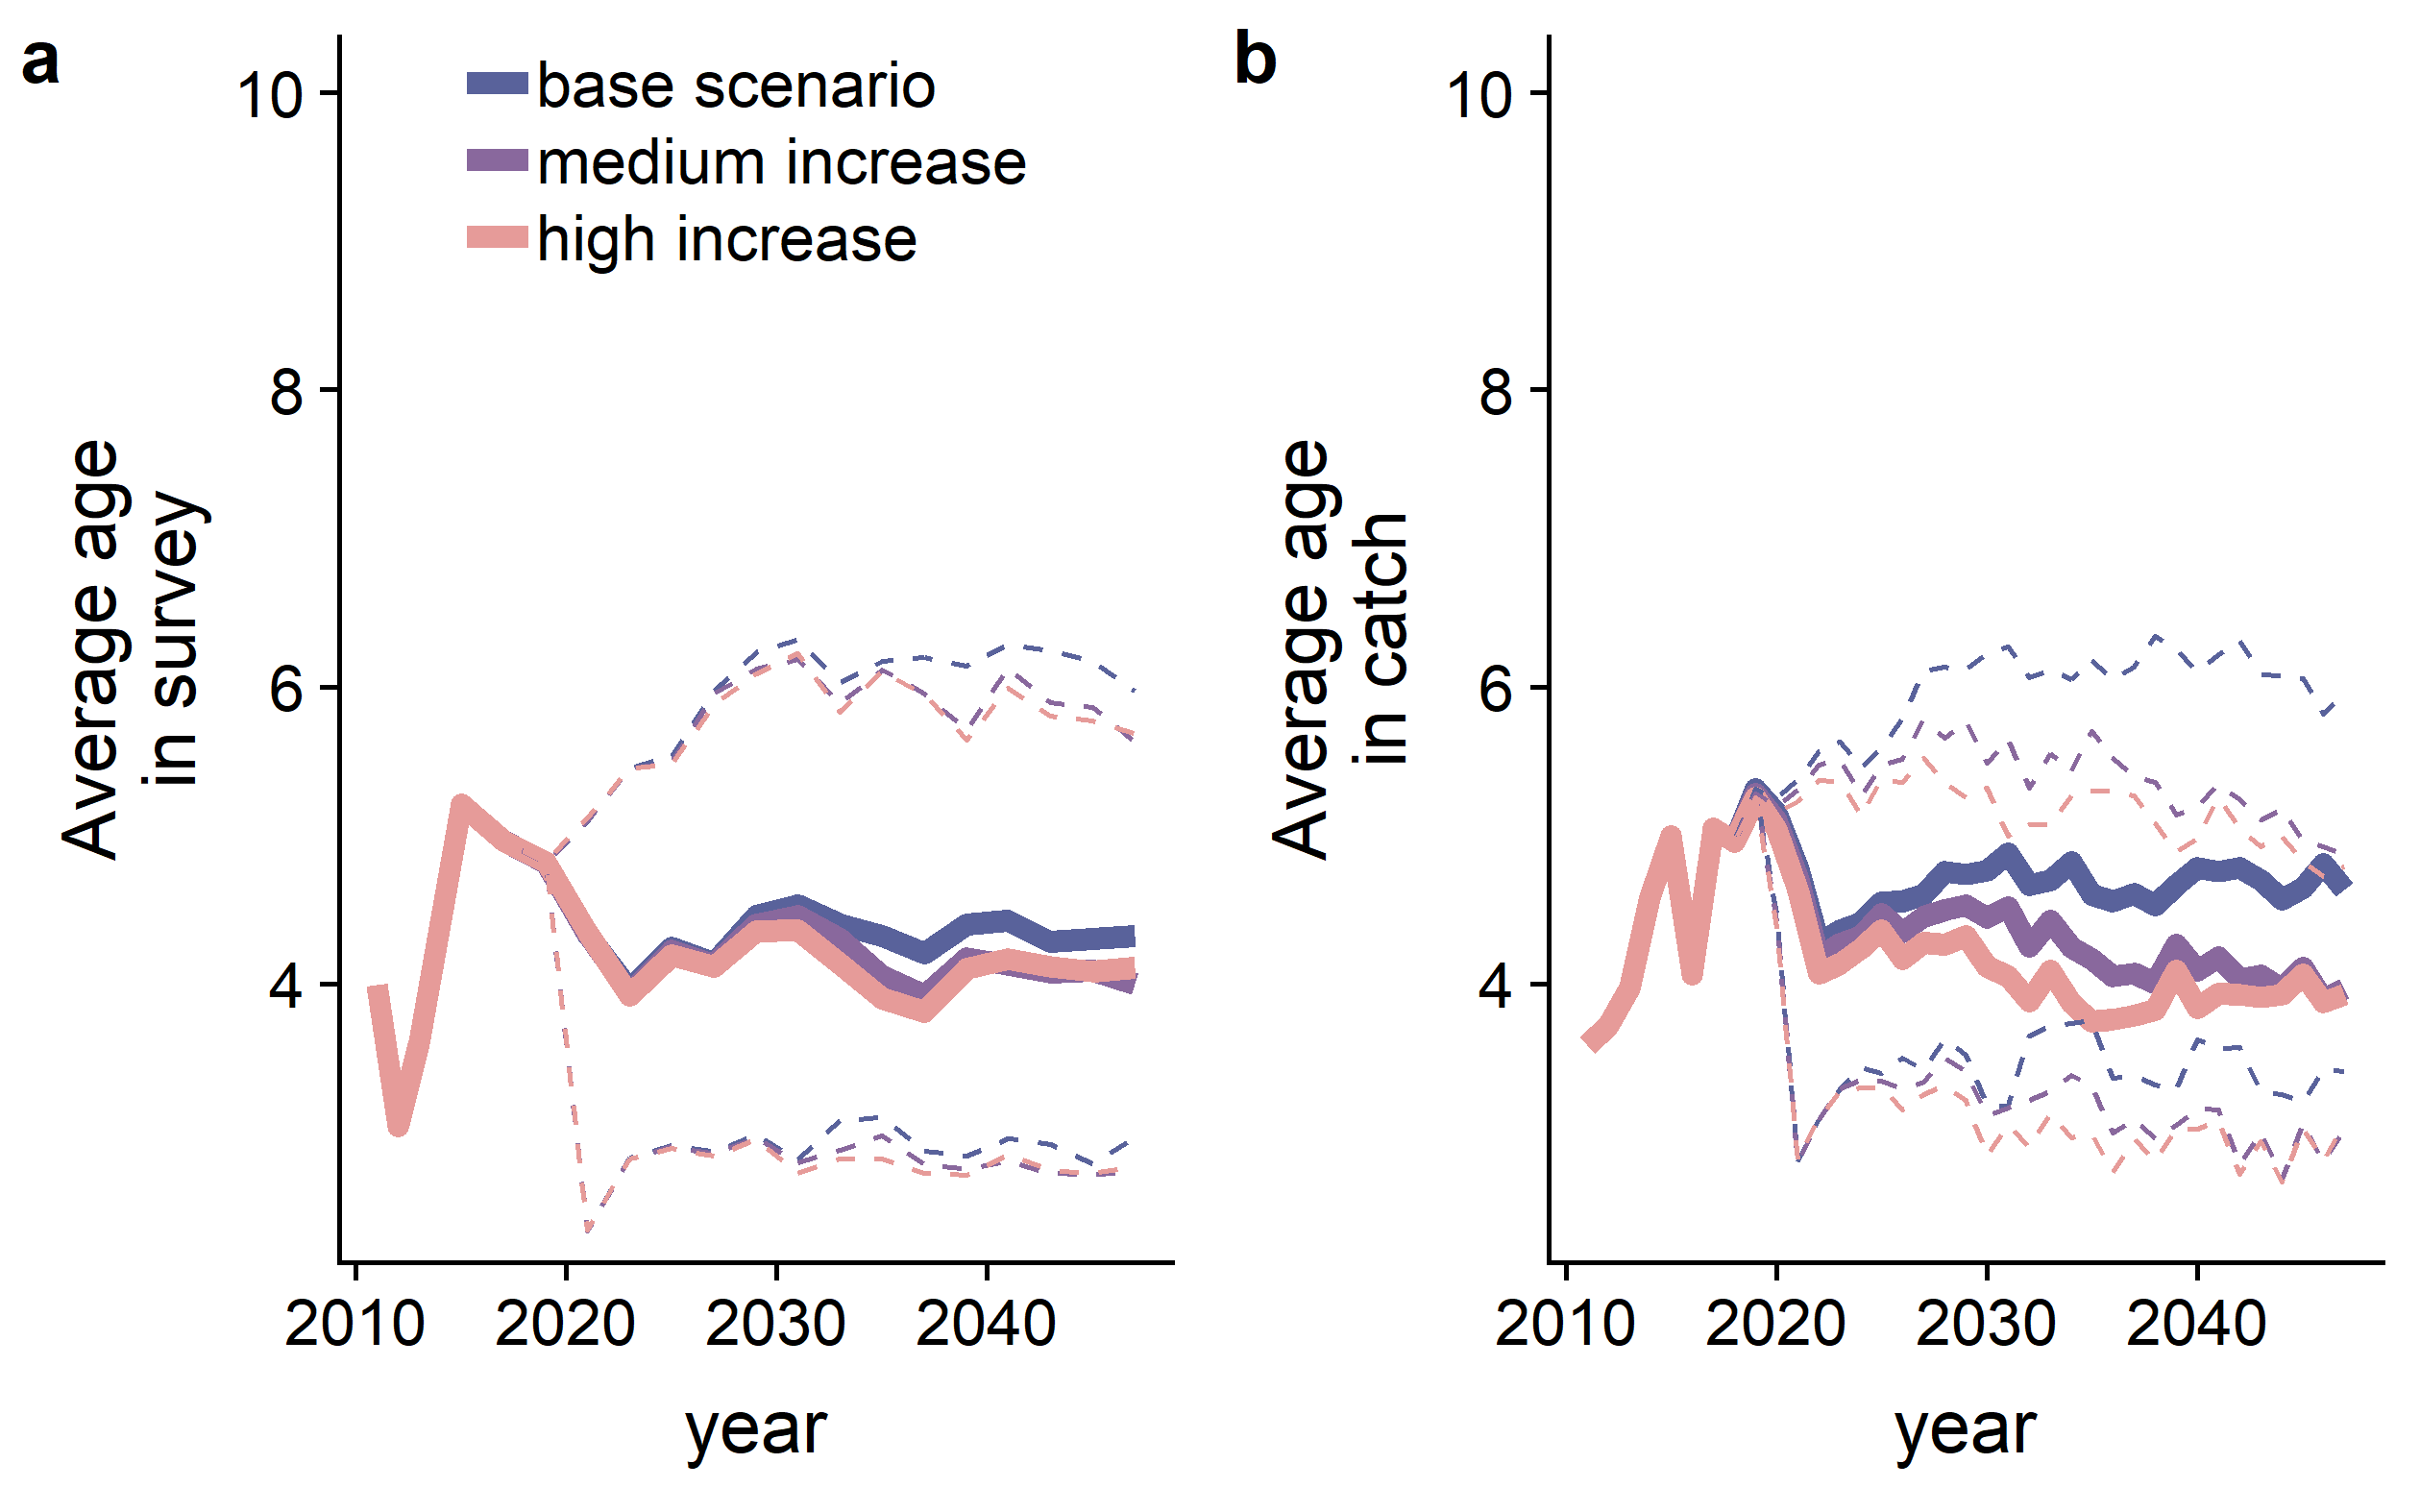 a
base scenario
medium increase
high increase
10
8
6
4
Average age
in survey
2010 2020 2030 2040
year
b
10
8
6
4
Average age
in catch
2010 2020 2030 2040
year